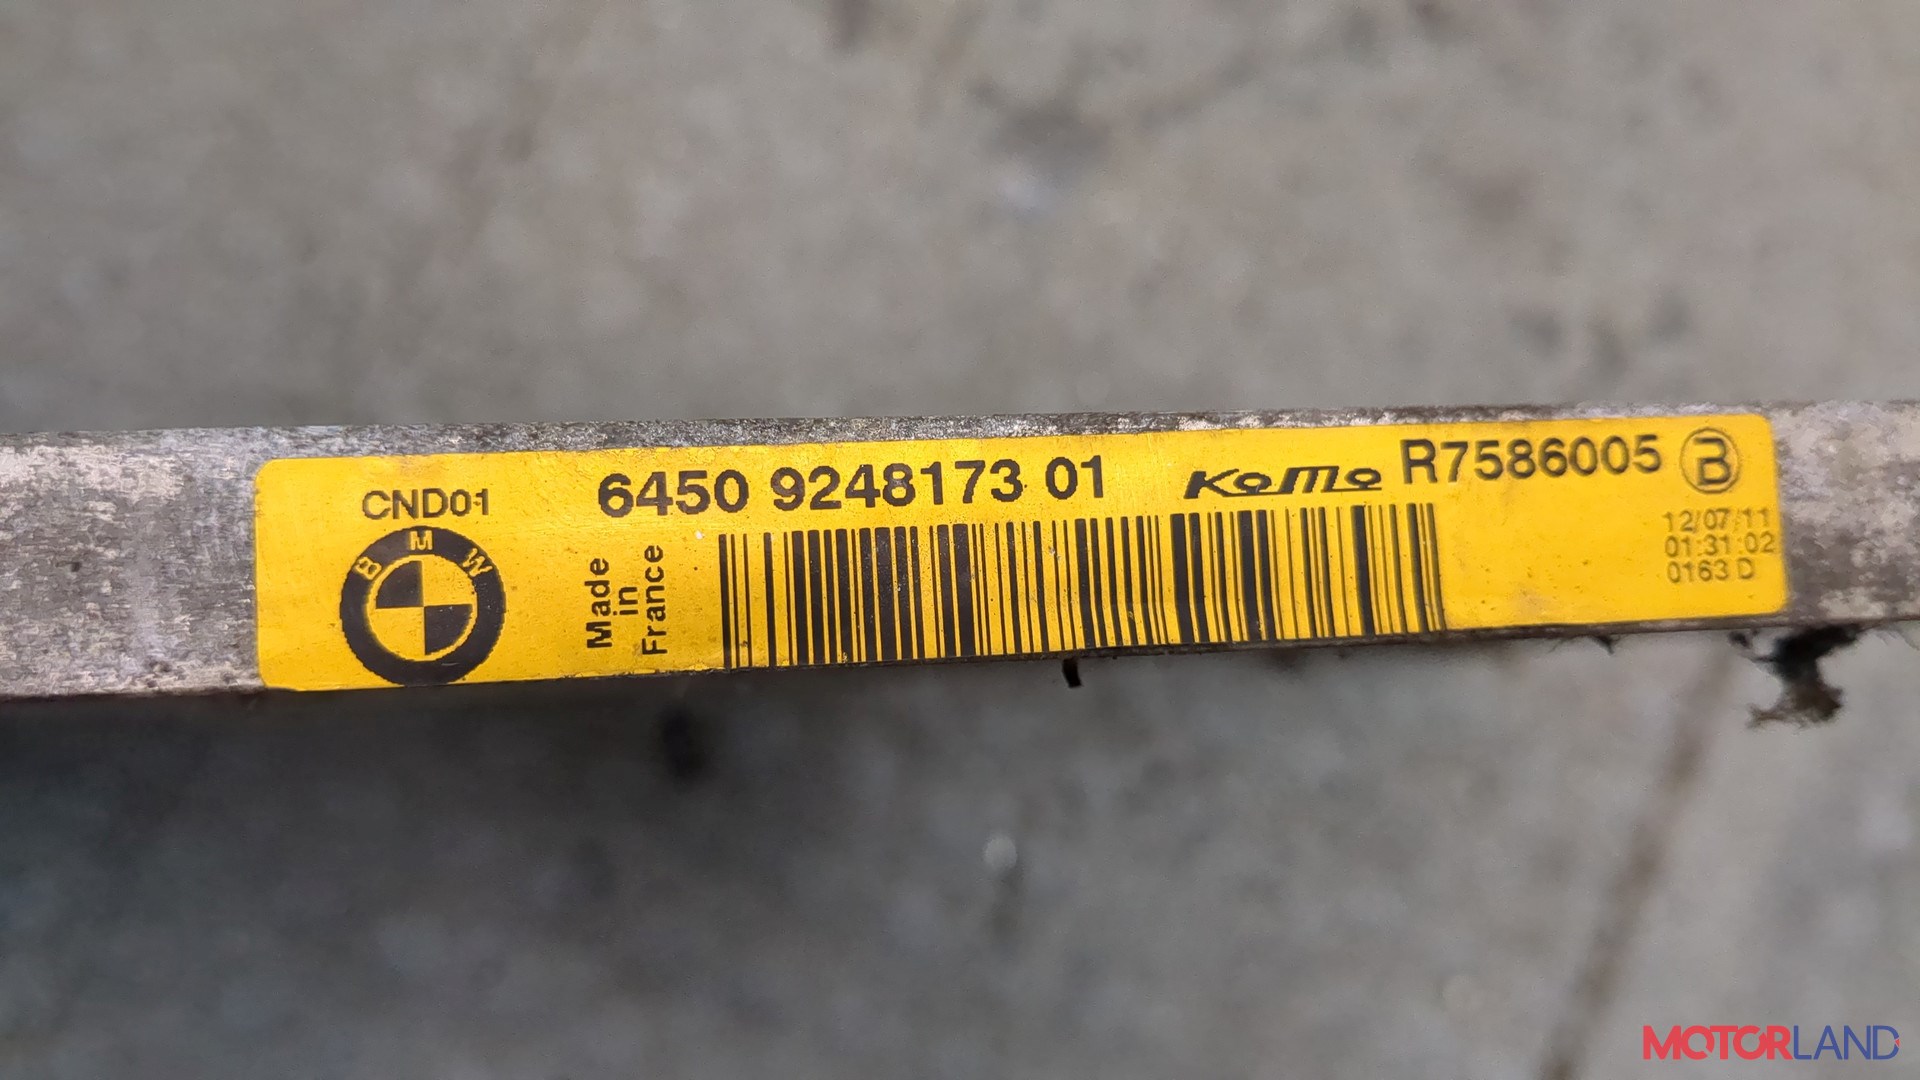 CND01
BMW
Made
in
France
6450 9248173 01
KoMo
R7586005
B
12/07/11
01:31:02
0163 D
MOTORLAND